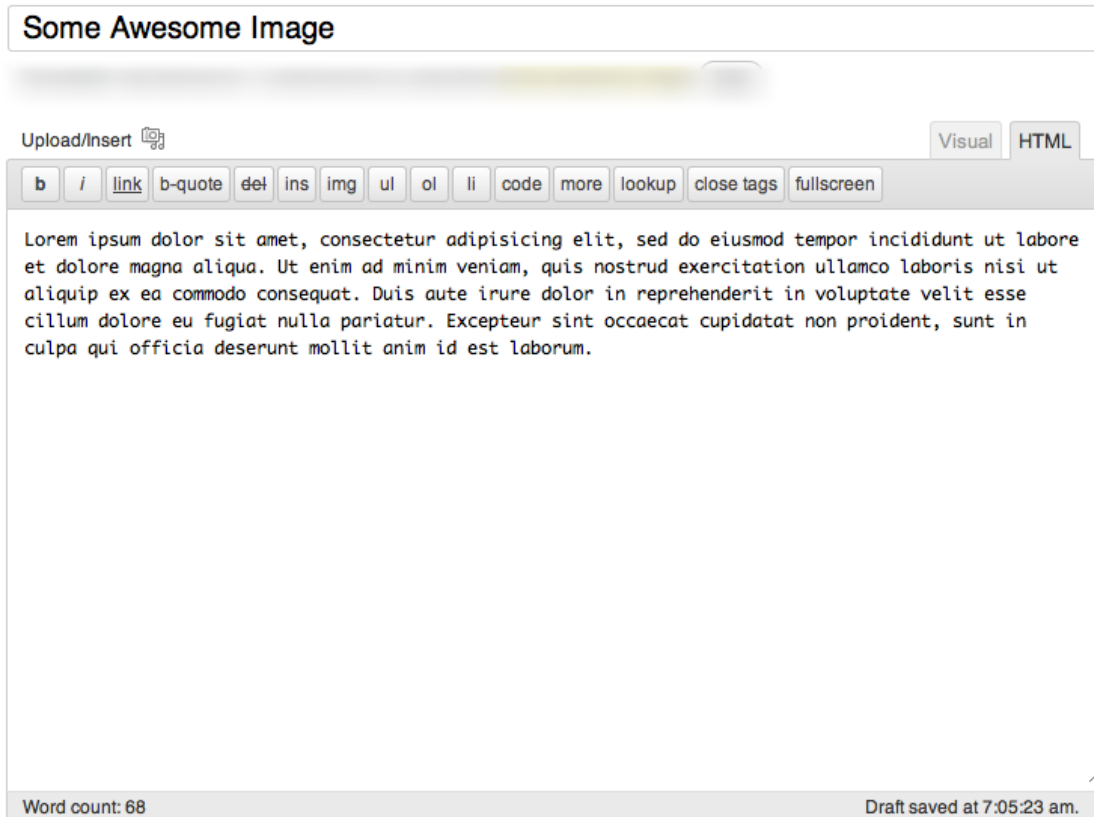 Some Awesome Image
Upload/Insert
Visual HTML
b i link b-quote del ins img ul ol li code more lookup close tags fullscreen
Lorem ipsum dolor sit amet, consectetur adipisicing elit, sed do eiusmod tempor incididunt ut labore
et dolore magna aliqua. Ut enim ad minim veniam, quis nostrud exercitation ullamco laboris nisi ut
aliquip ex ea commodo consequat. Duis aute irure dolor in reprehenderit in voluptate velit esse
cillum dolore eu fugiat nulla pariatur. Excepteur sint occaecat cupidatat non proident, sunt in
culpa qui officia deserunt mollit anim id est laborum.
Word count: 68
Draft saved at 7:05:23 am.